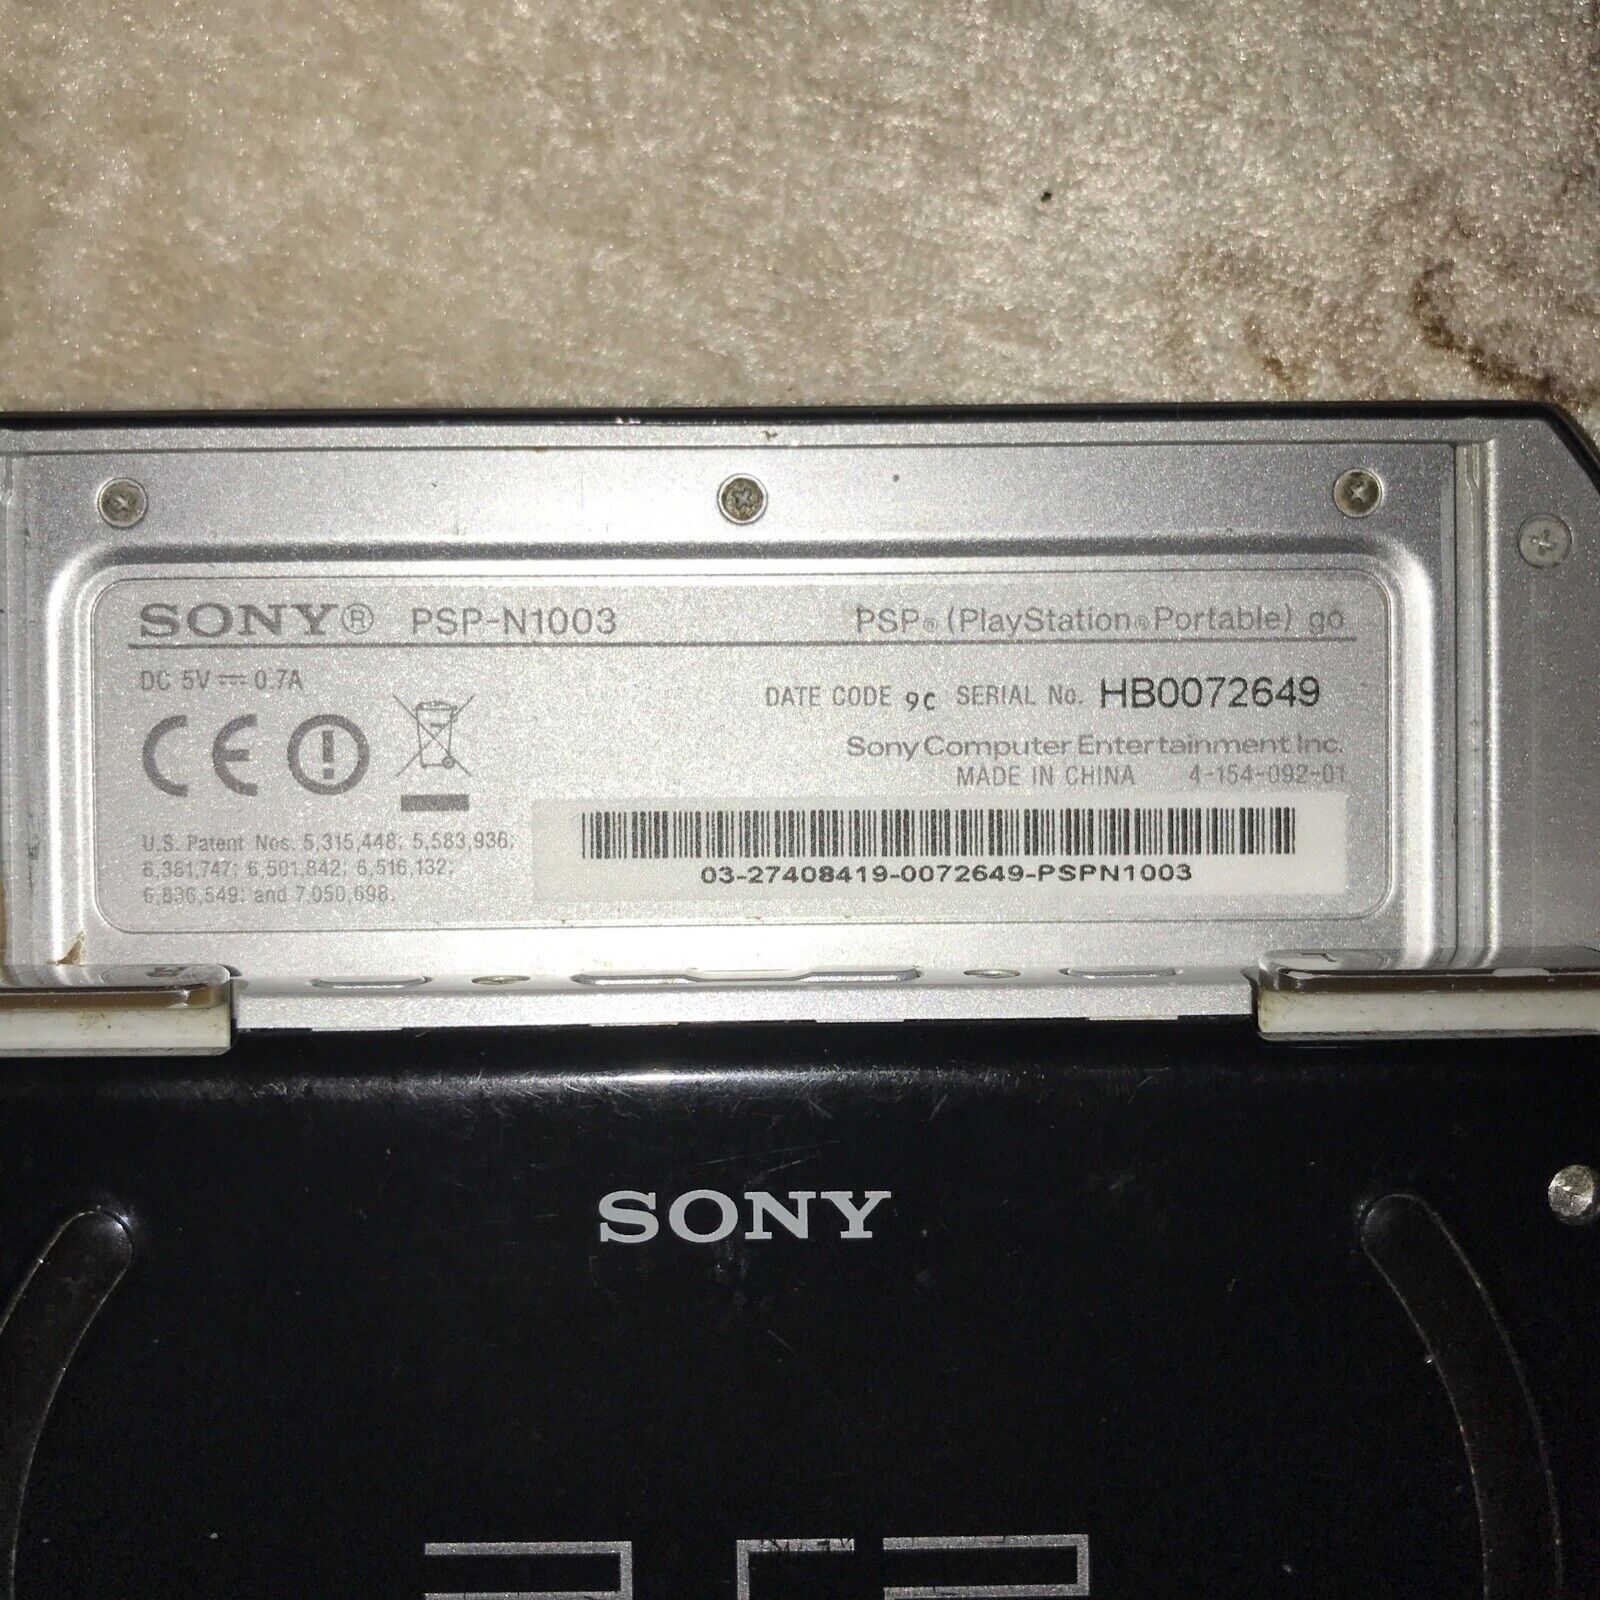 SONY® PSP-N1003 PSP® (PlayStation®Portable) go
DC 5V ⎓ 0.7A
DATE CODE 9C SERIAL No. HB0072649
CE
Sony Computer Entertainment Inc.
MADE IN CHINA 4-154-092-01
U.S. Patent Nos. 5,315,448; 5,583,936;
6,381,747; 6,501,842; 6,516,132;
6,836,549; and 7,050,698.
03-27408419-0072649-PSPN1003
SONY
PSP